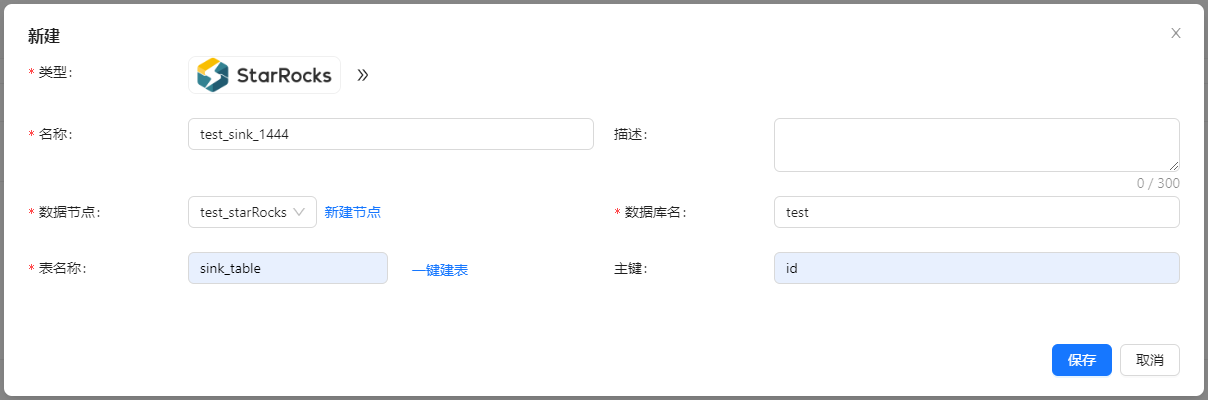 新建
* 类型:
StarRocks
* 名称:
test_sink_1444
描述:
0 / 300
* 数据节点:
test_starRocks
新建节点
* 数据库名:
test
* 表名称:
sink_table
一键建表
主键:
id
保存
取消